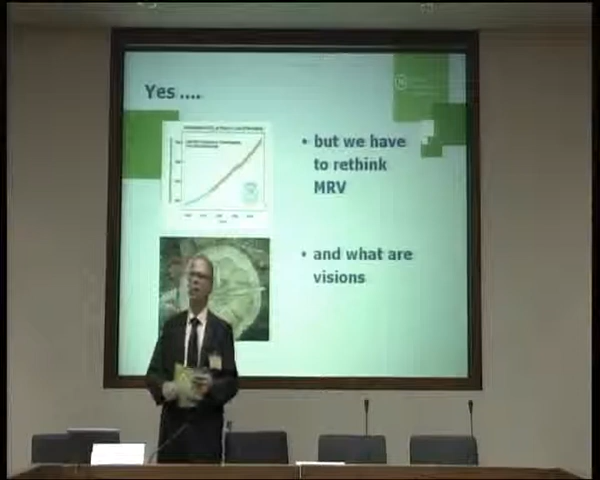 Yes ....
• but we have
to rethink
MRV
• and what are
visions